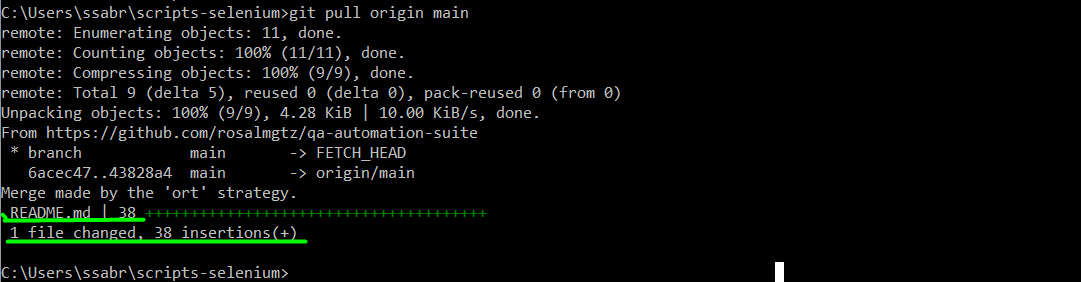 C:\Users\ssabr\scripts-selenium>git pull origin main
remote: Enumerating objects: 11, done.
remote: Counting objects: 100% (11/11), done.
remote: Compressing objects: 100% (9/9), done.
remote: Total 9 (delta 5), reused 0 (delta 0), pack-reused 0 (from 0)
Unpacking objects: 100% (9/9), 4.28 KiB | 10.00 KiB/s, done.
From https://github.com/rosalmgtz/qa-automation-suite
 * branch            main       -> FETCH_HEAD
   6acec47..43828a4  main       -> origin/main
Merge made by the 'ort' strategy.
 README.md | 38 ++++++++++++++++++++++++++++++++++++++
 1 file changed, 38 insertions(+)
C:\Users\ssabr\scripts-selenium>